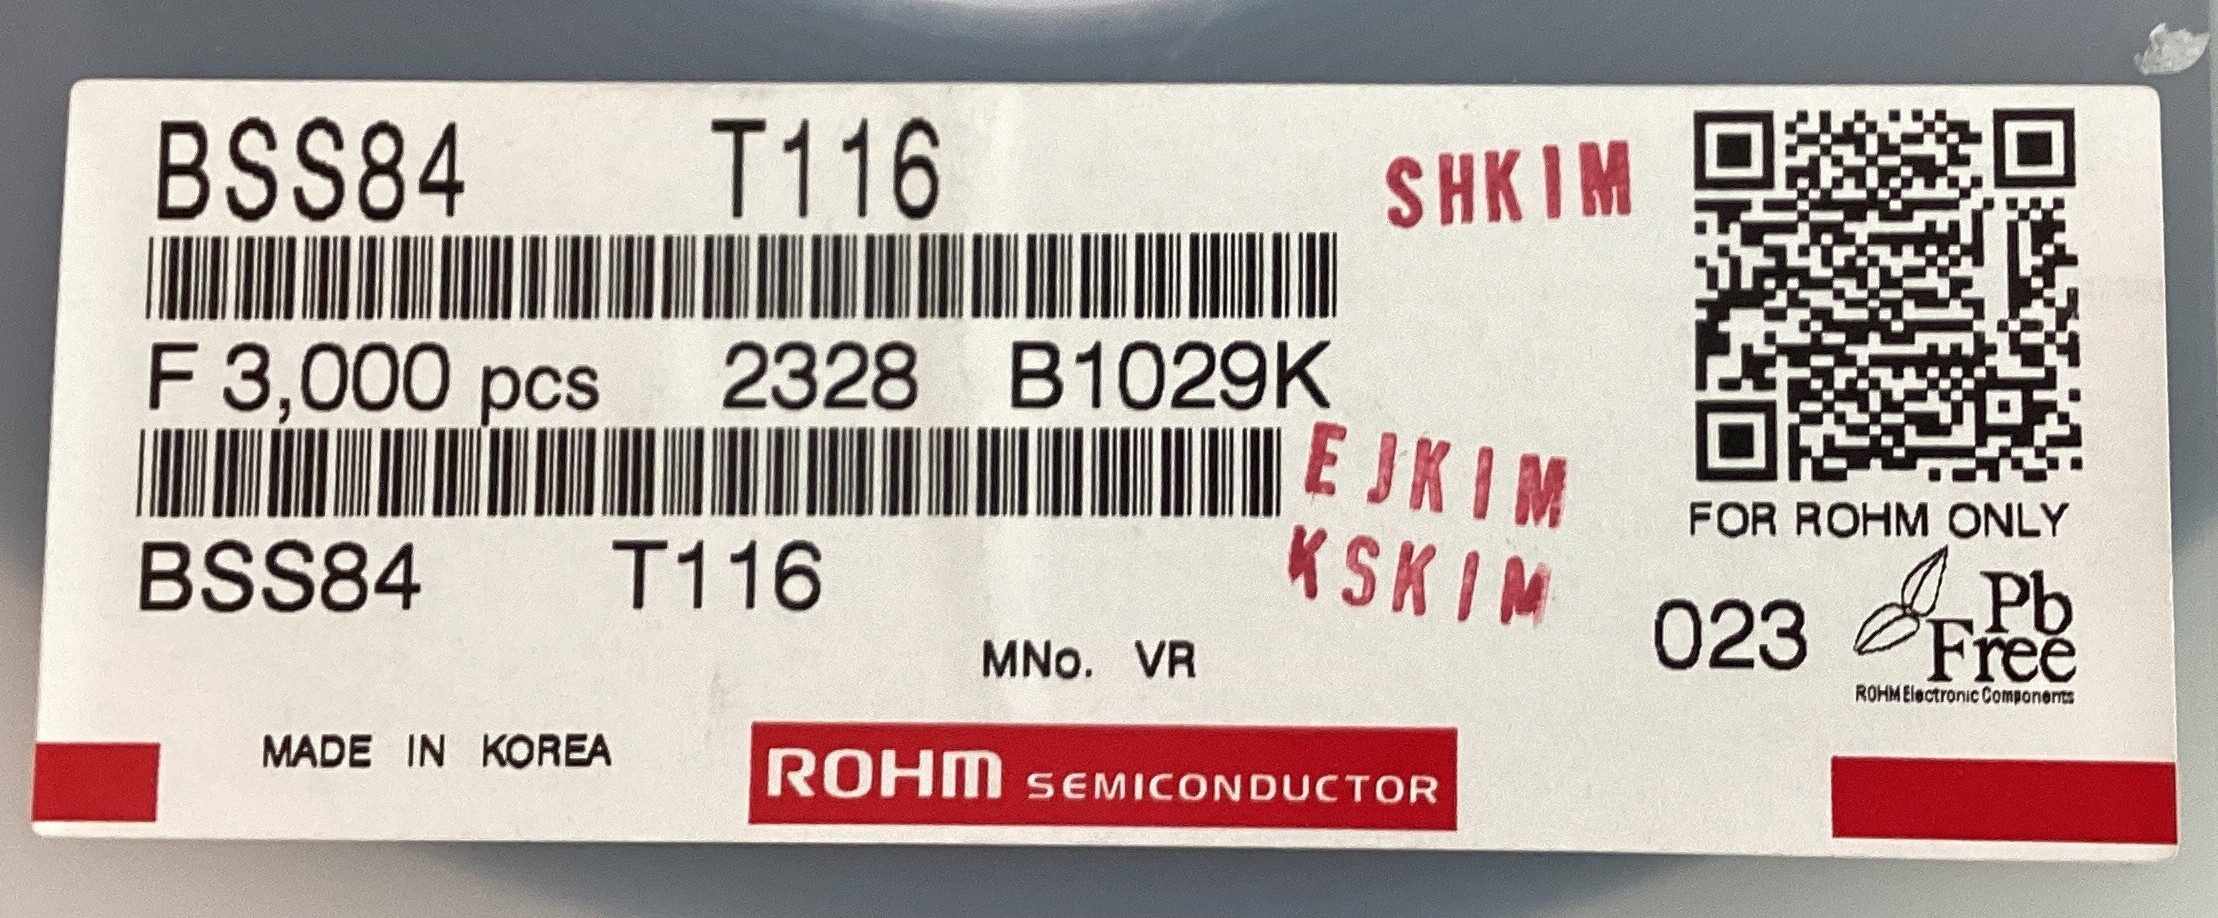 BSS84 T116
SHKIM
F 3,000 pcs 2328 B1029K
EJKIM
KSKIM
FOR ROHM ONLY
BSS84 T116
023
Pb
Free
ROHM Electronic Components
MNo. VR
MADE IN KOREA
ROHM SEMICONDUCTOR